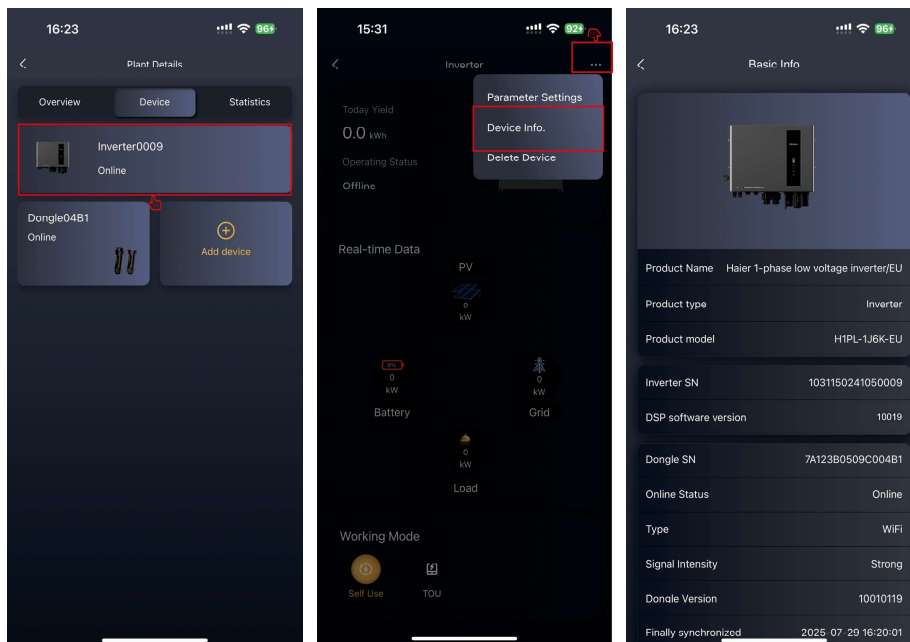 16:23
96
Plant Details
Overview Device Statistics
Inverter0009
Online
Dongle04B1
Online
Add device
15:31
92
Inverter
Today Yield
0.0 kWh
Operating Status
Offline
Parameter Settings
Device Info.
Delete Device
Real-time Data
PV
0
kW
0%
0
kW
Battery
0
kW
Grid
0
kW
Load
Working Mode
Self Use TOU
16:23
96
Basic Info
Product Name Haier 1-phase low voltage inverter/EU
Product type Inverter
Product model H1PL-1J6K-EU
Inverter SN 1031150241050009
DSP software version 10019
Dongle SN 7A123B0509C004B1
Online Status Online
Type WiFi
Signal Intensity Strong
Dongle Version 10010119
Finally synchronized 2025-07-29 16:20:01